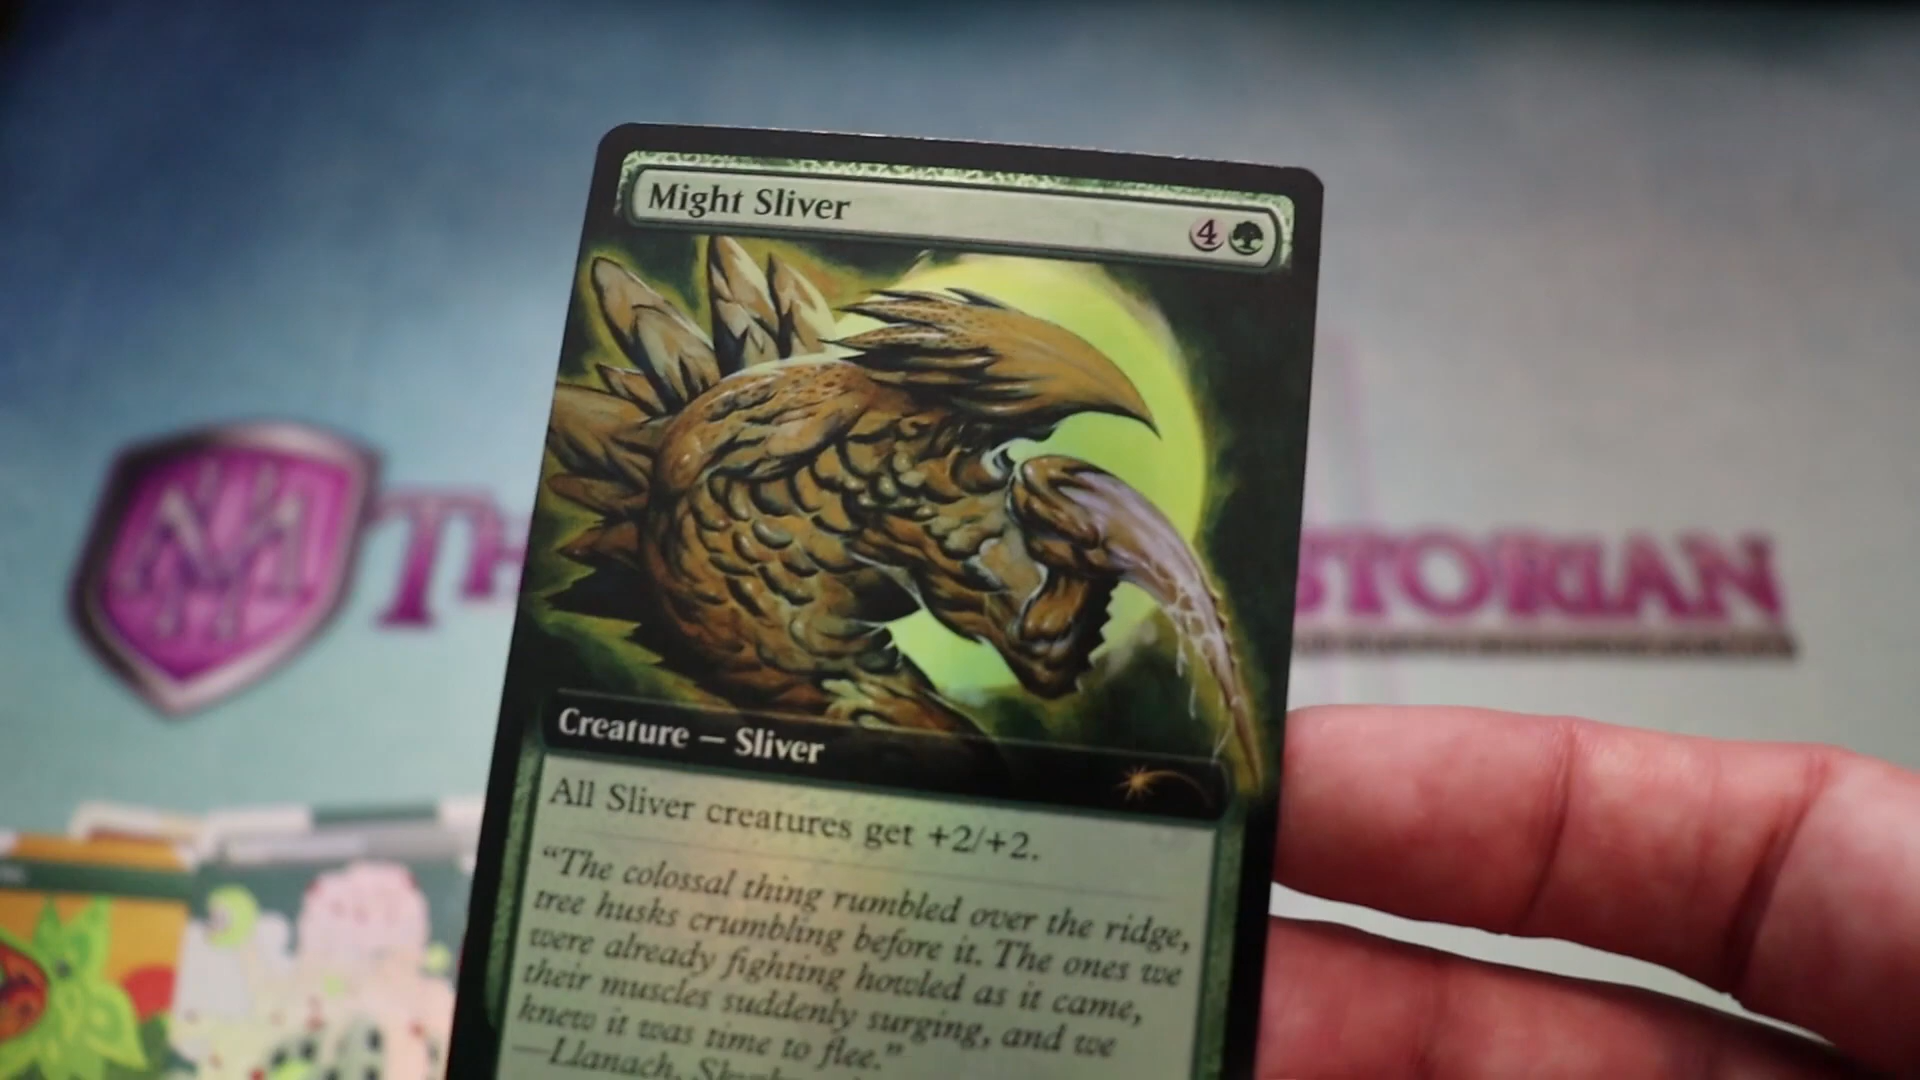 Might Sliver
4
Creature — Sliver
All Sliver creatures get +2/+2.
“The colossal thing rumbled over the ridge,
tree husks crumbling before it. The ones we
were already fighting howled as it came,
their muscles suddenly surging, and we
knew it was time to flee.”
—Llanach,
TH
STORIAN